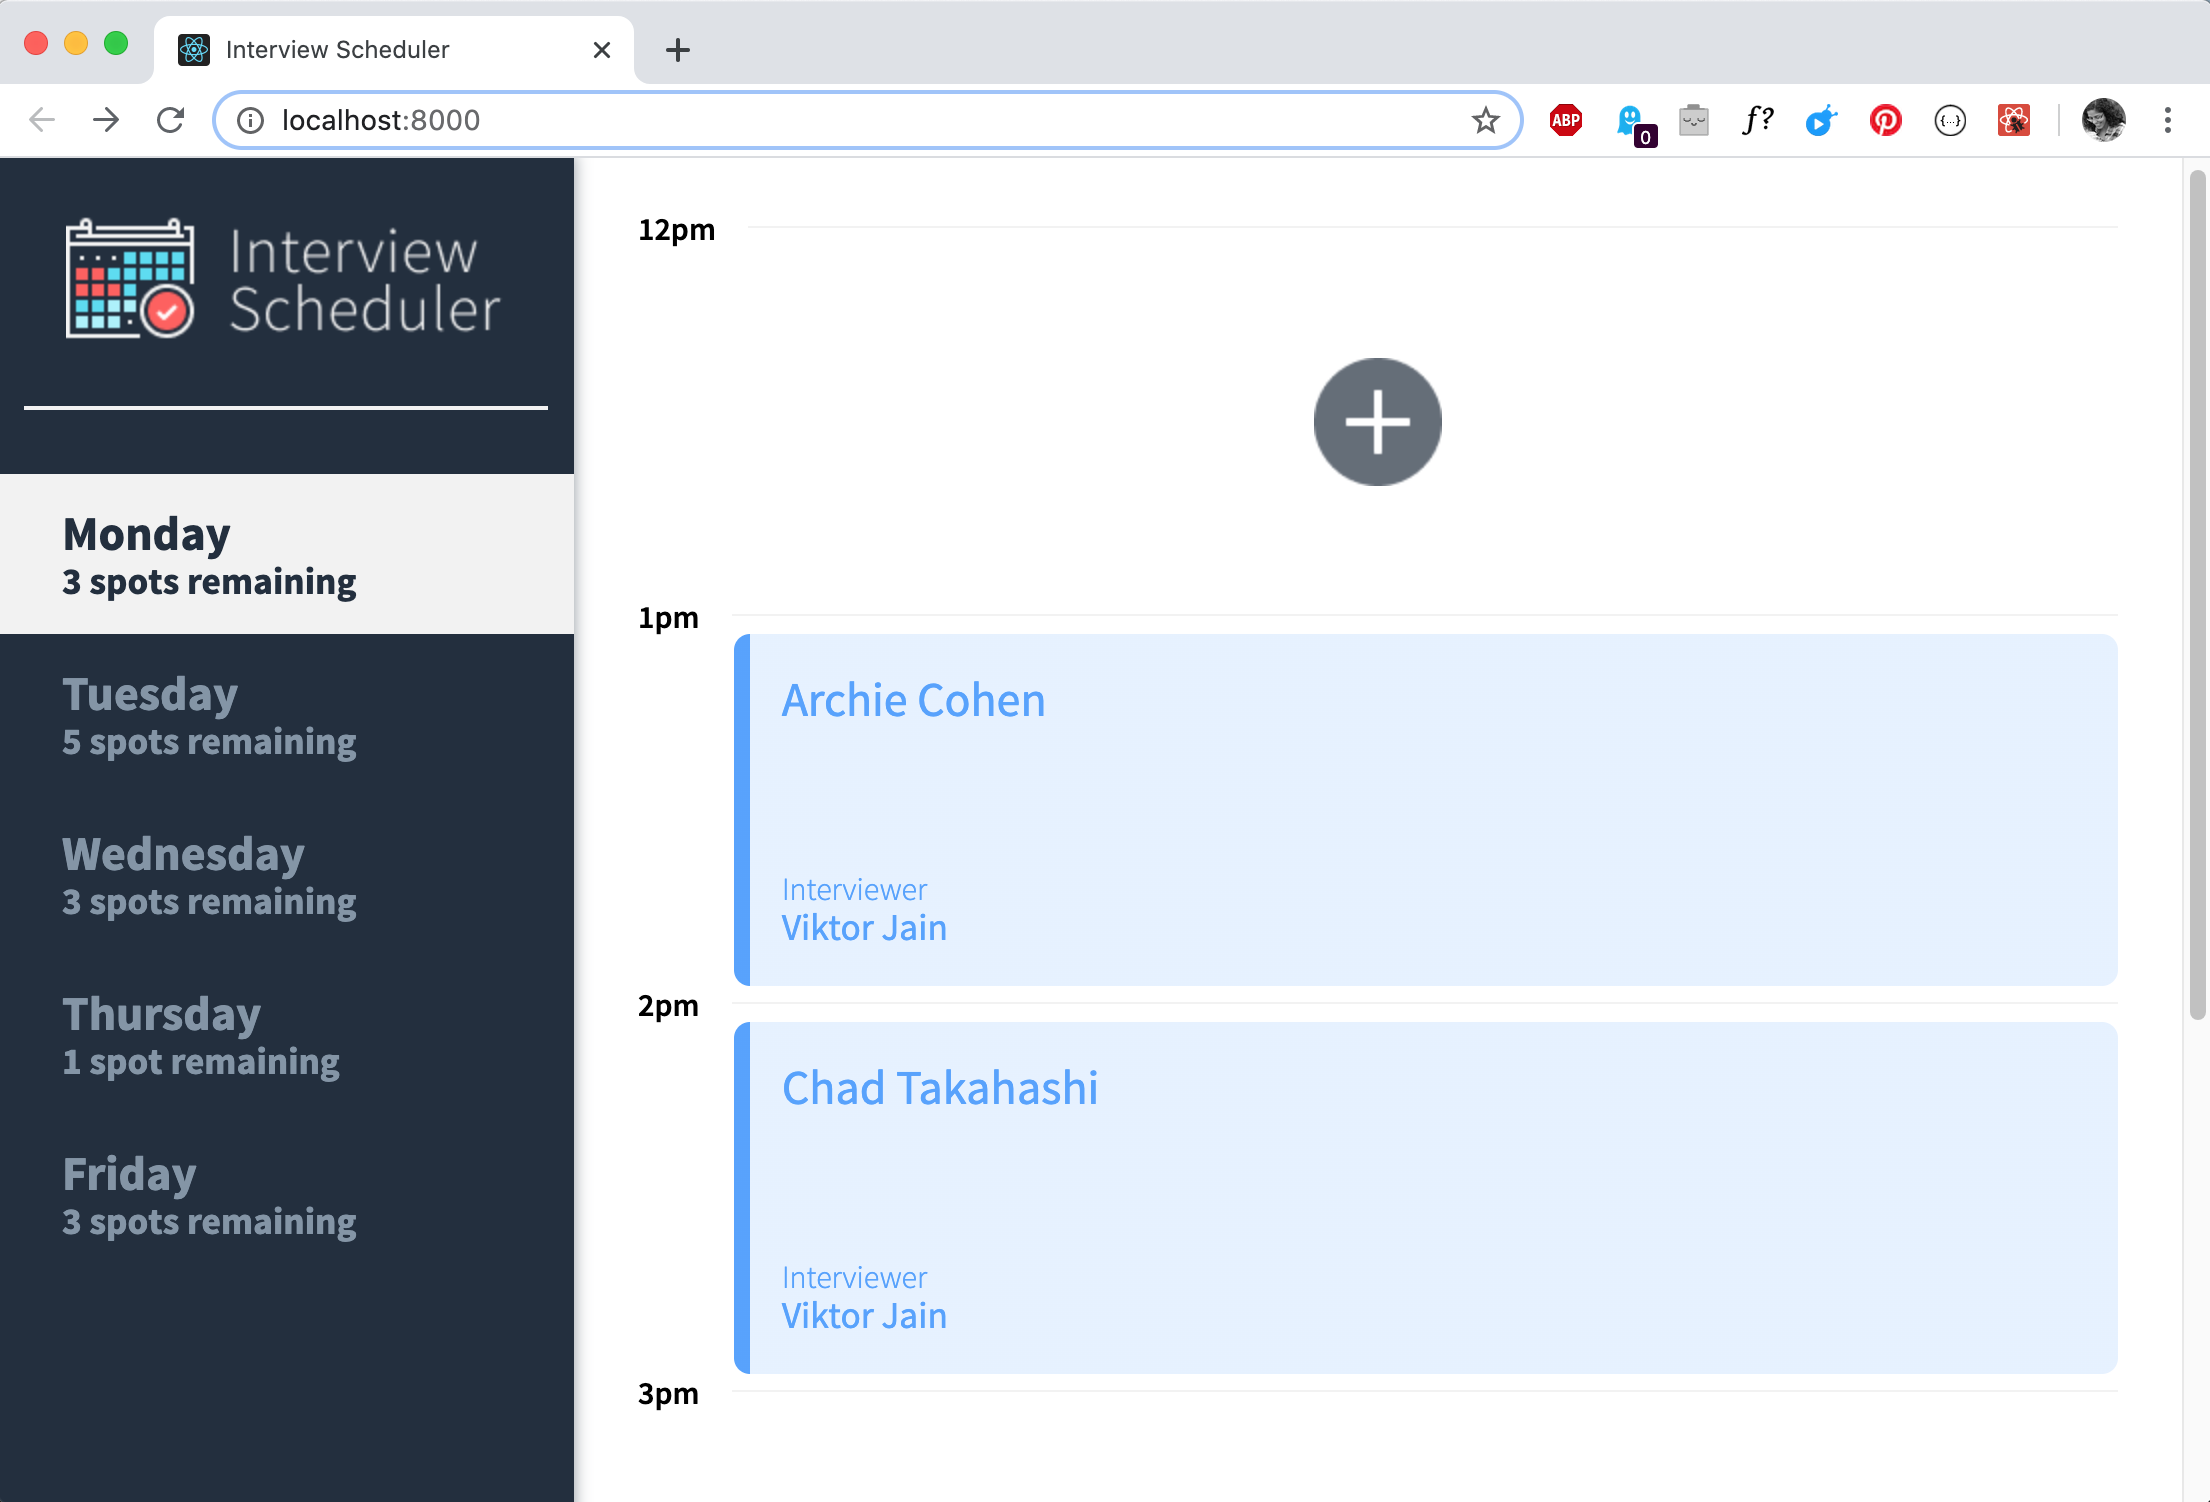 Interview Scheduler
localhost:8000
ABP
0
f?
{...}
Interview
Scheduler
Monday
3 spots remaining
Tuesday
5 spots remaining
Wednesday
3 spots remaining
Thursday
1 spot remaining
Friday
3 spots remaining
12pm
1pm
Archie Cohen
Interviewer
Viktor Jain
2pm
Chad Takahashi
Interviewer
Viktor Jain
3pm